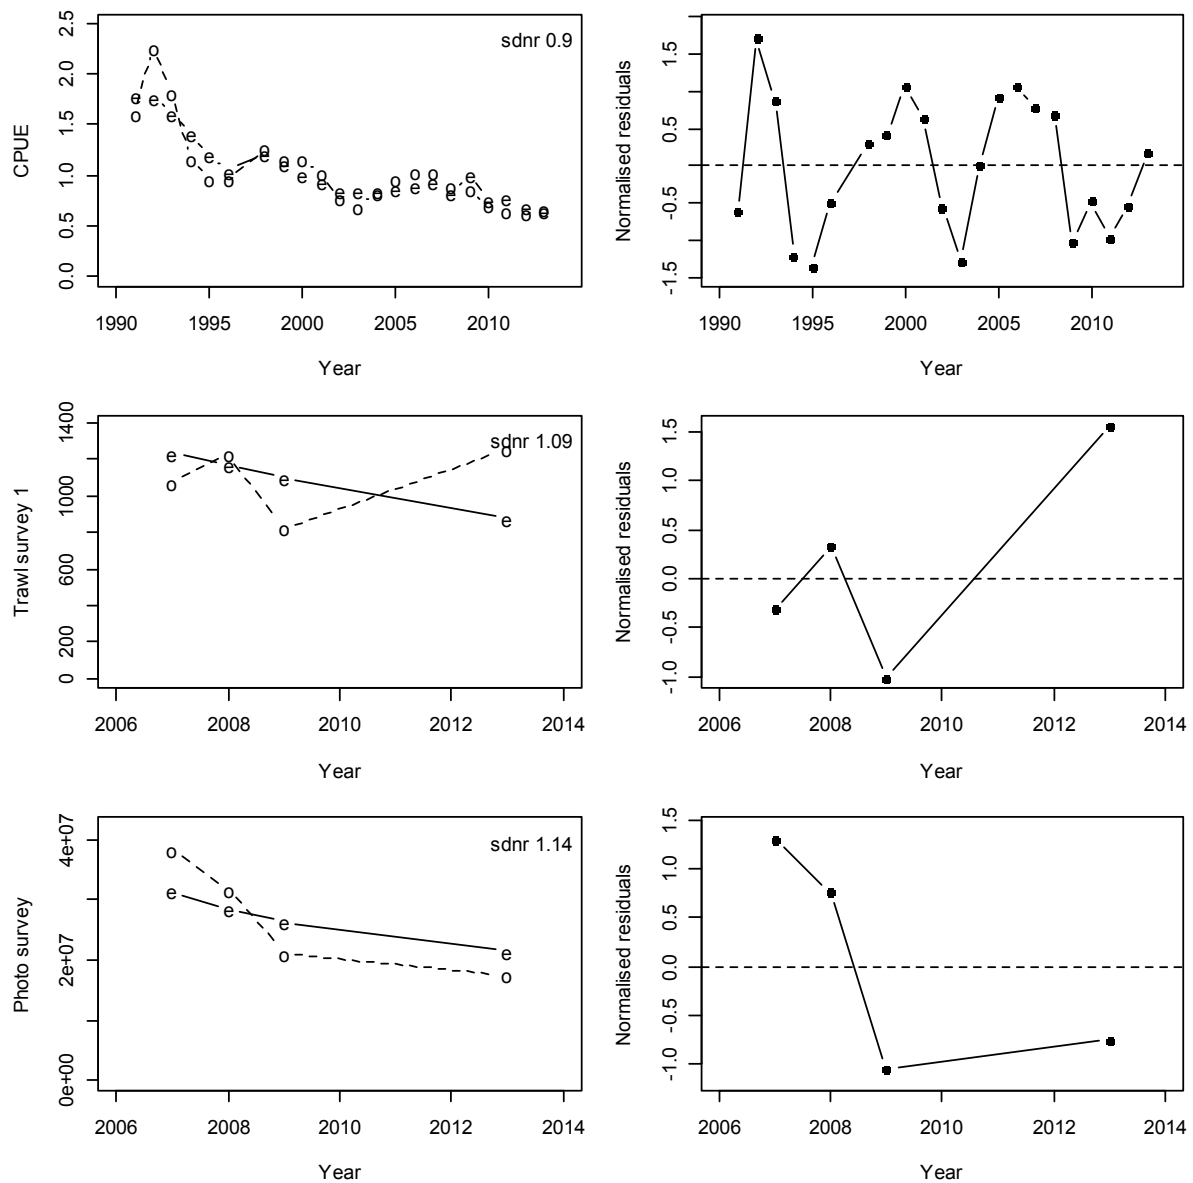 CPUE
2.5
2.0
1.5
1.0
0.5
0.0
sdnr 0.9
1990 1995 2000 2005 2010
Year
Normalised residuals
1.5
0.5
-0.5
-1.5
1990 1995 2000 2005 2010
Year
Trawl survey 1
1400
1000
600
200
0
sdnr 1.09
2006 2008 2010 2012 2014
Year
Normalised residuals
1.5
1.0
0.5
0.0
-0.5
-1.0
2006 2008 2010 2012 2014
Year
Photo survey
4e+07
2e+07
0e+00
sdnr 1.14
2006 2008 2010 2012 2014
Year
Normalised residuals
1.5
1.0
0.5
0.0
-0.5
-1.0
2006 2008 2010 2012 2014
Year